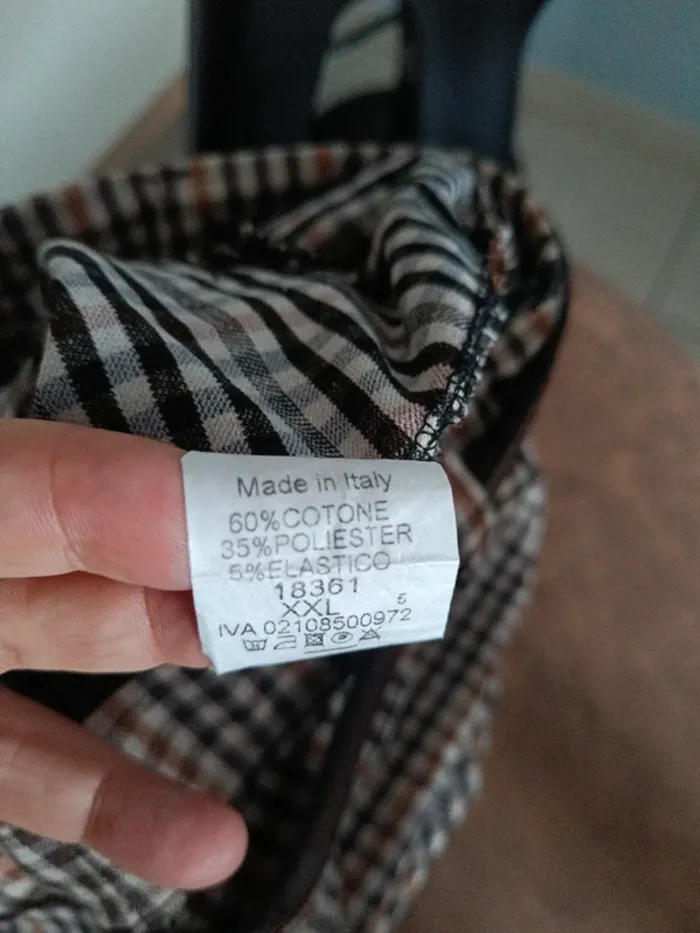 Made in Italy
60%COTONE
35%POLIESTER
5%ELASTICO
18361
XXL
5
IVA 02108500972